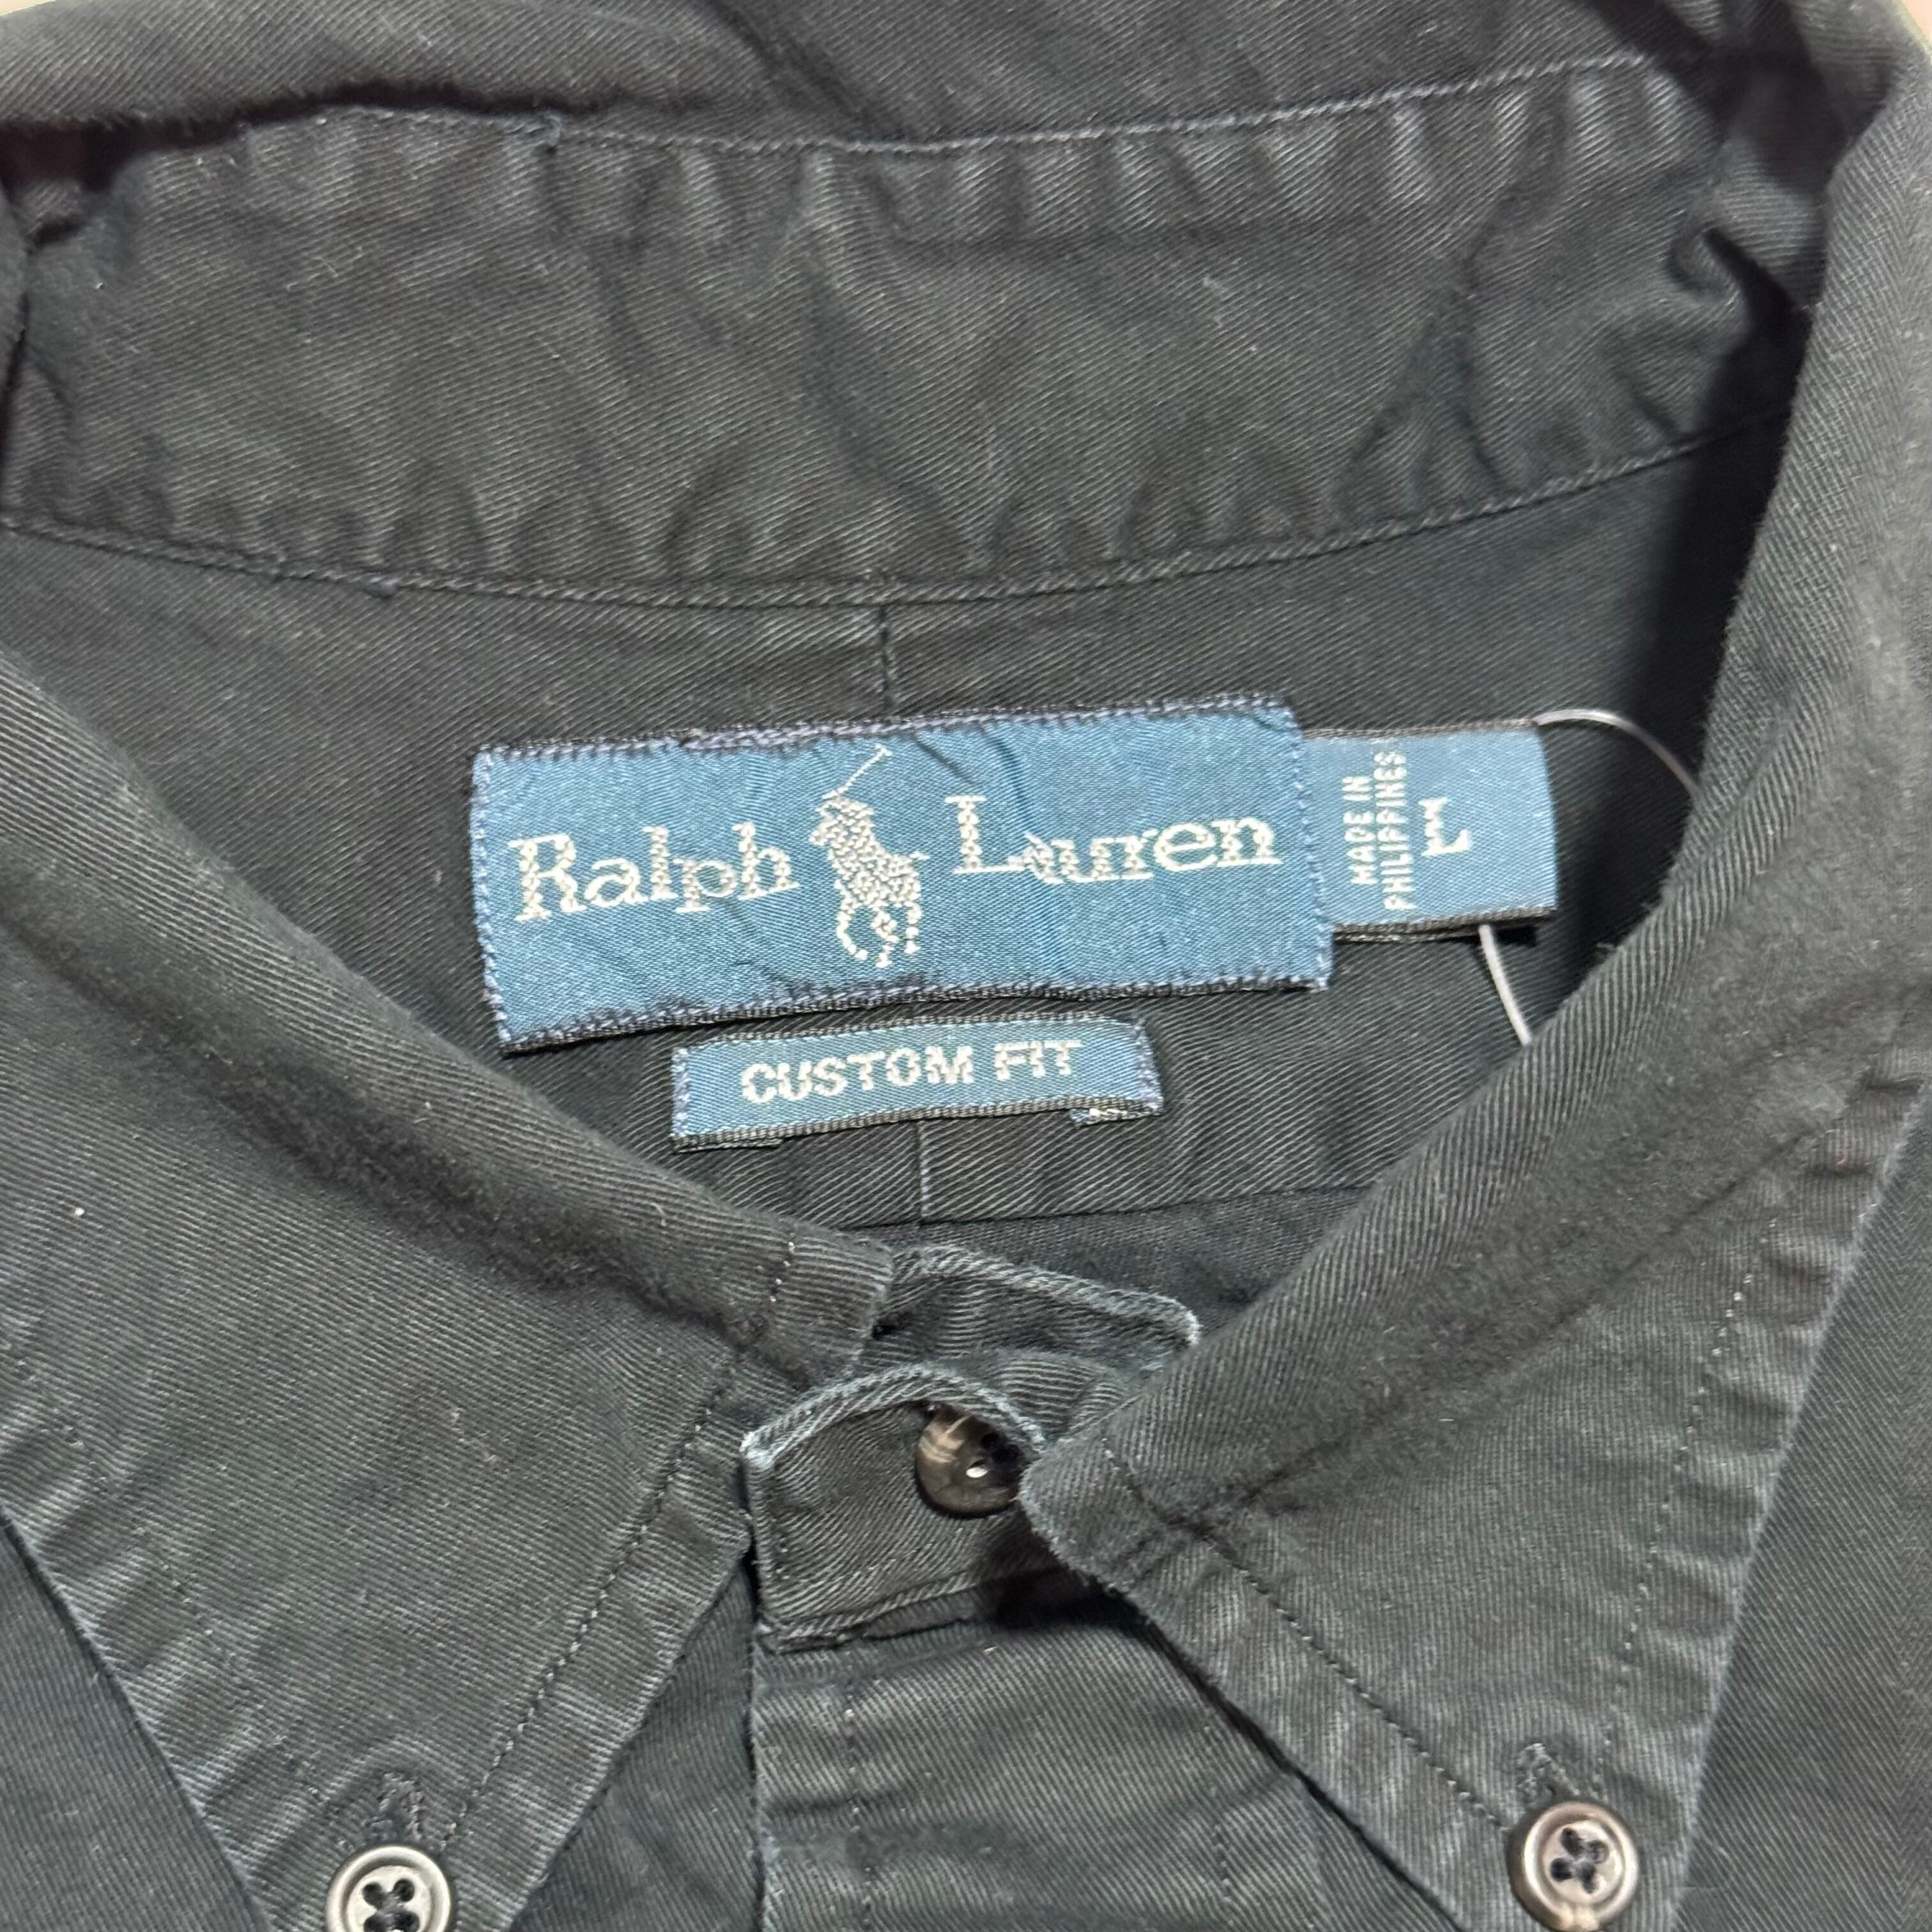 Ralph Lauren
MADE IN
PHILIPPINES
L
CUSTOM FIT